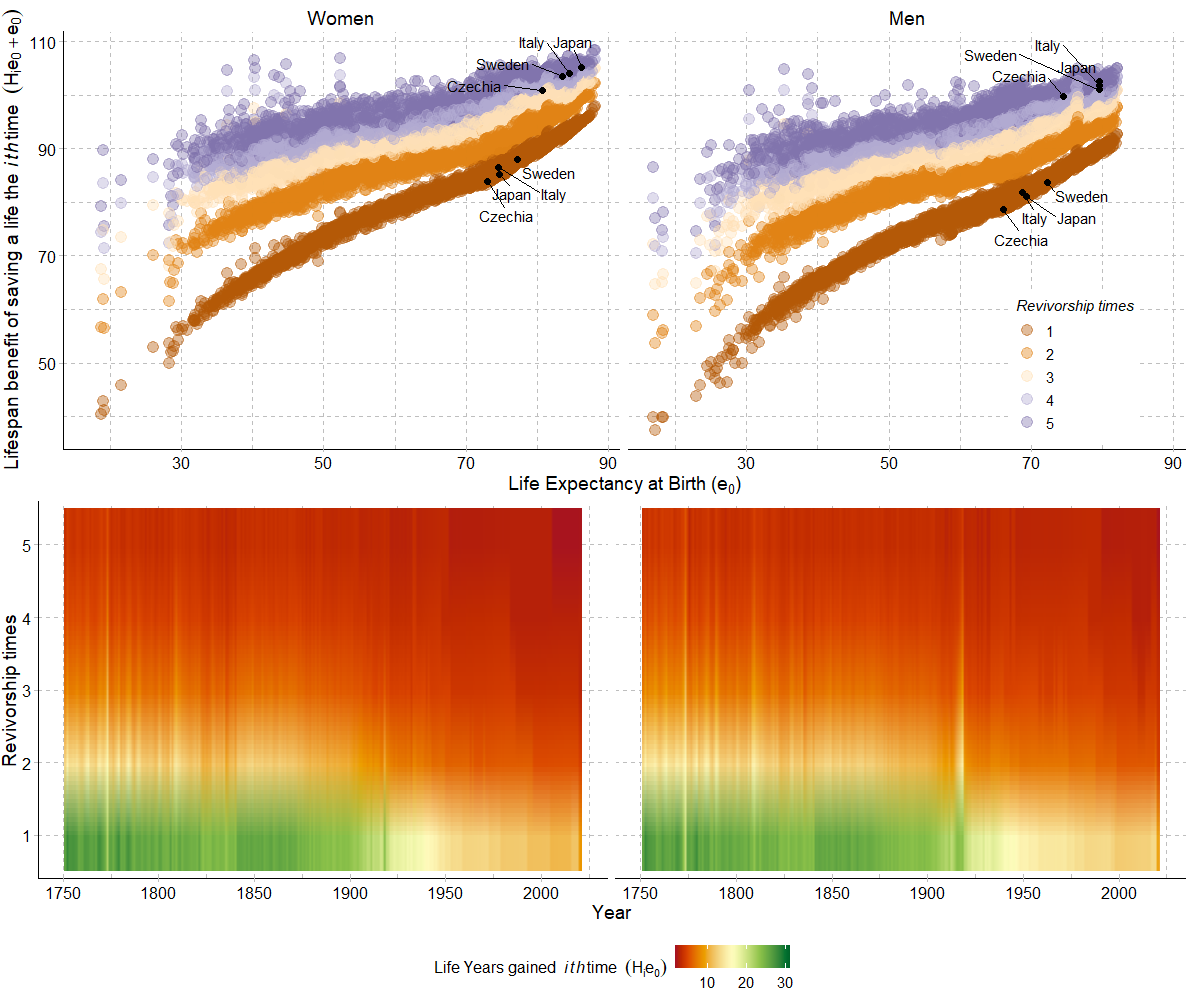 Women
Men
Lifespan benefit of saving a life the ith time (Hie0 + e0)
110
90
70
50
Italy
Japan
Sweden
Czechia
Sweden
Japan
Italy
Czechia
Italy
Sweden
Japan
Czechia
Sweden
Italy
Japan
Czechia
Revivorship times
1
2
3
4
5
30
50
70
90
30
50
70
90
Life Expectancy at Birth (e0)
Revivorship times
5
4
3
2
1
1750
1800
1850
1900
1950
2000
1750
1800
1850
1900
1950
2000
Year
Life Years gained ith time (Hie0)
10
20
30